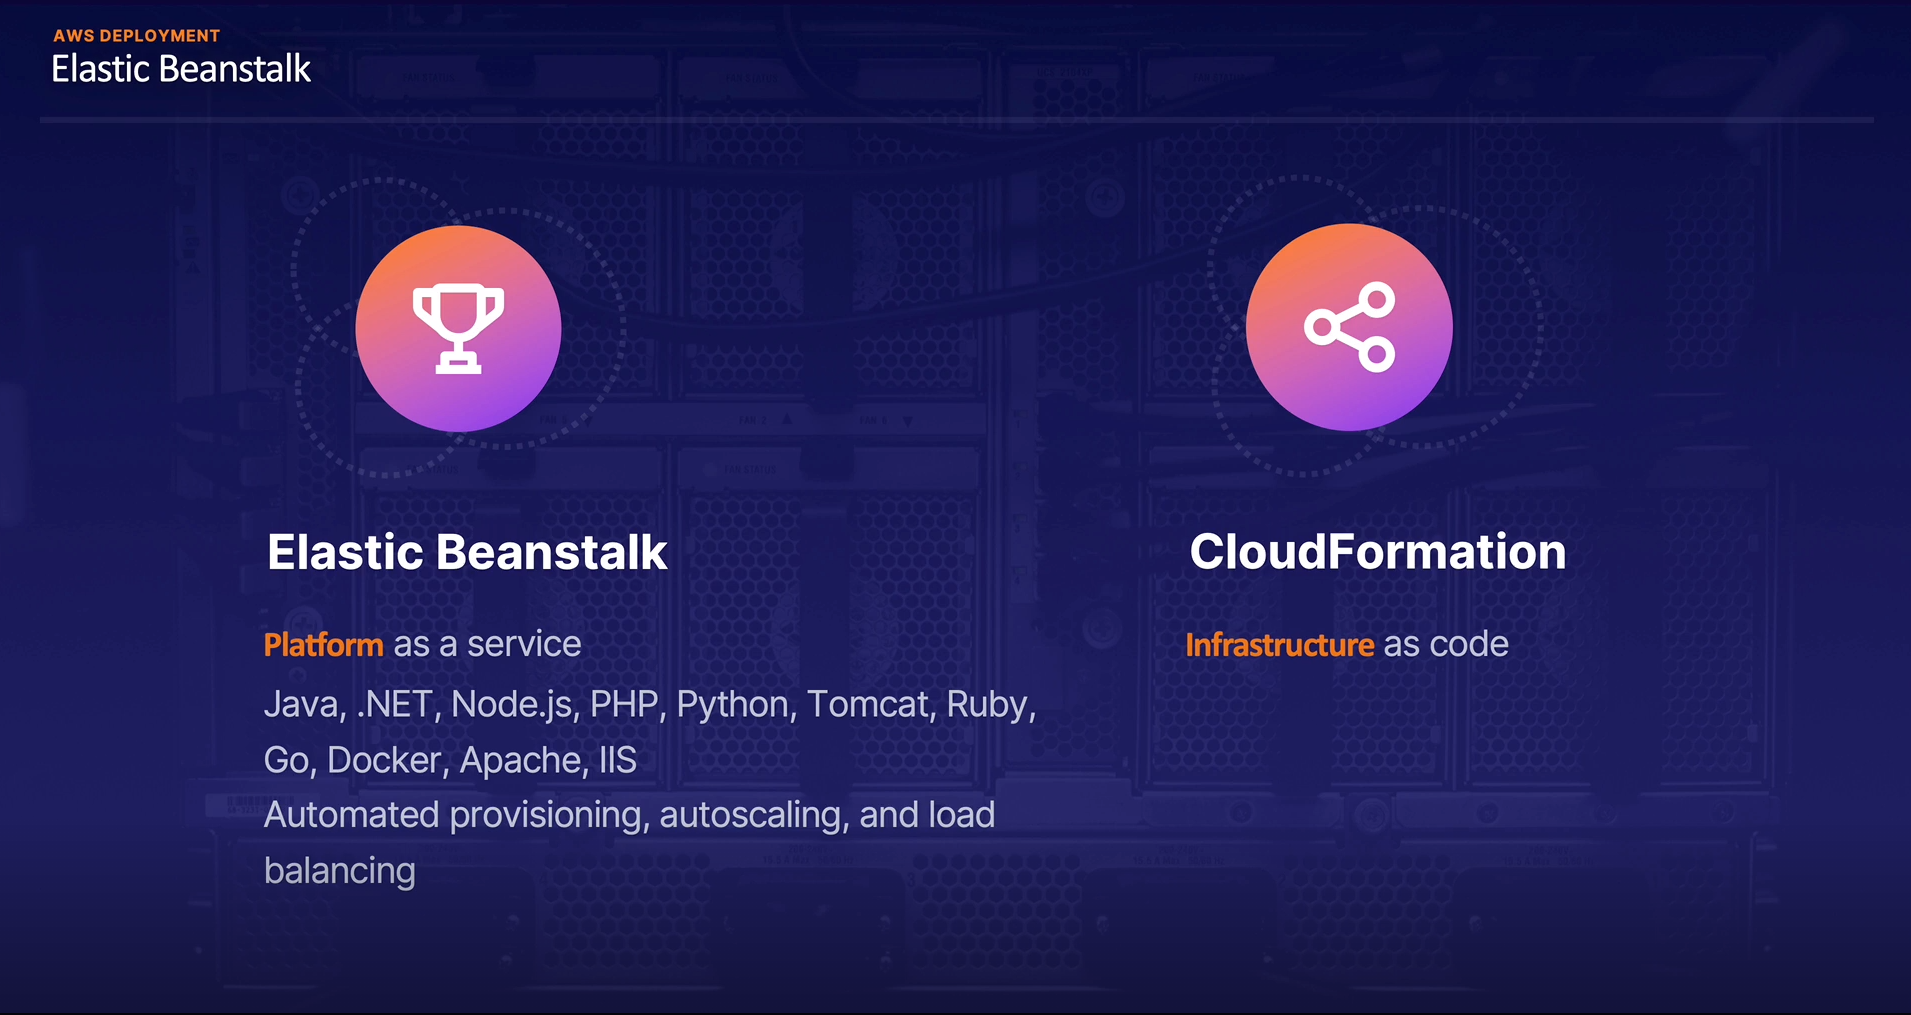 AWS DEPLOYMENT
Elastic Beanstalk
Elastic Beanstalk
Platform as a service
Java, .NET, Node.js, PHP, Python, Tomcat, Ruby,
Go, Docker, Apache, IIS
Automated provisioning, autoscaling, and load
balancing
CloudFormation
Infrastructure as code